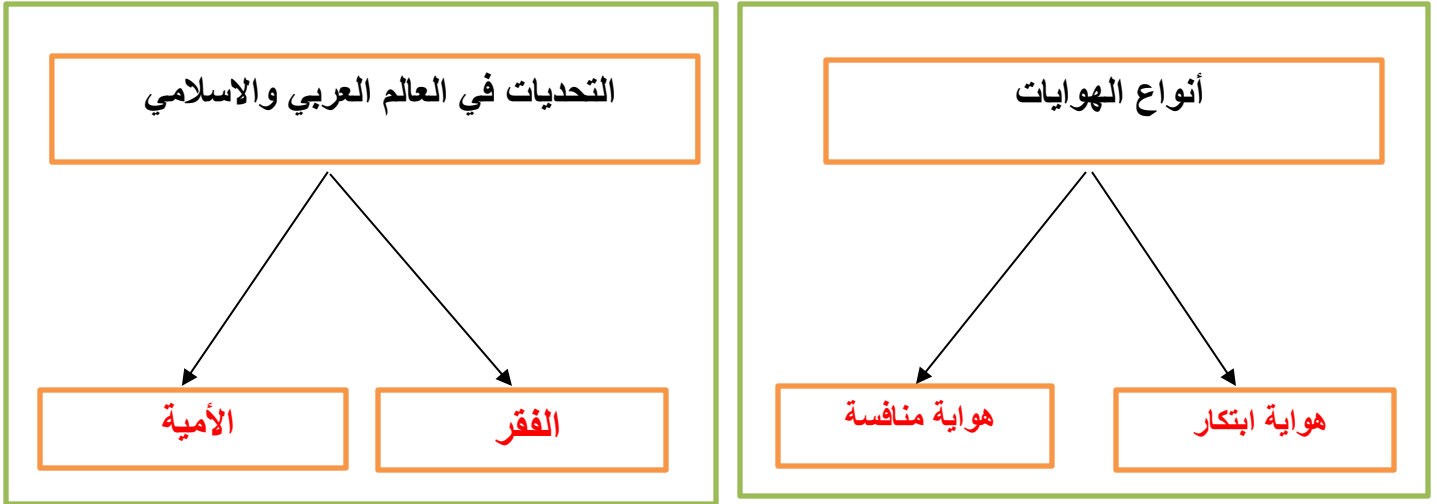 أنواع الهوايات
هواية ابتكار
هواية منافسة
التحديات في العالم العربي والاسلامي
الفقر
الأمية